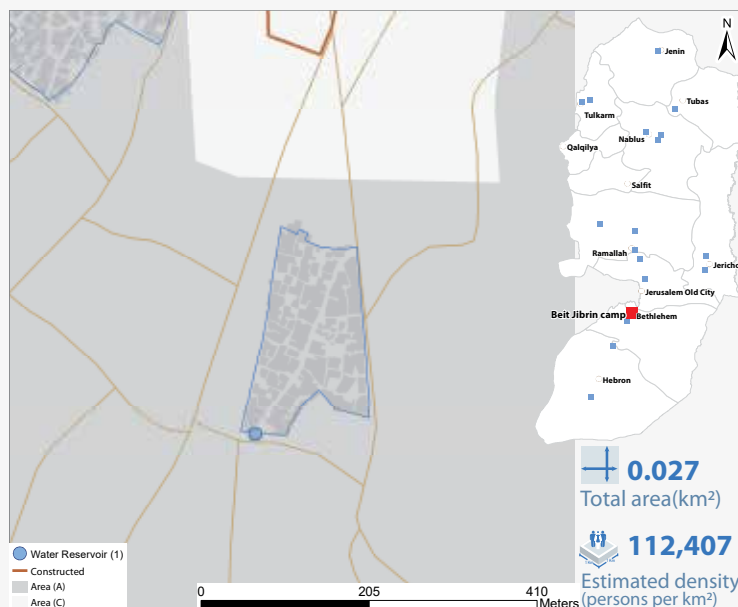 N
Jenin
Tubas
Tulkarm
Nablus
Qalqilya
Salfit
Ramallah
Jericho
Jerusalem Old City
Beit Jibrin camp
Bethlehem
Hebron
0.027
Total area(km²)
112,407
Estimated density
(persons per km²)
Water Reservoir (1)
Constructed
Area (A)
Area (C)
0 205 410
Meters